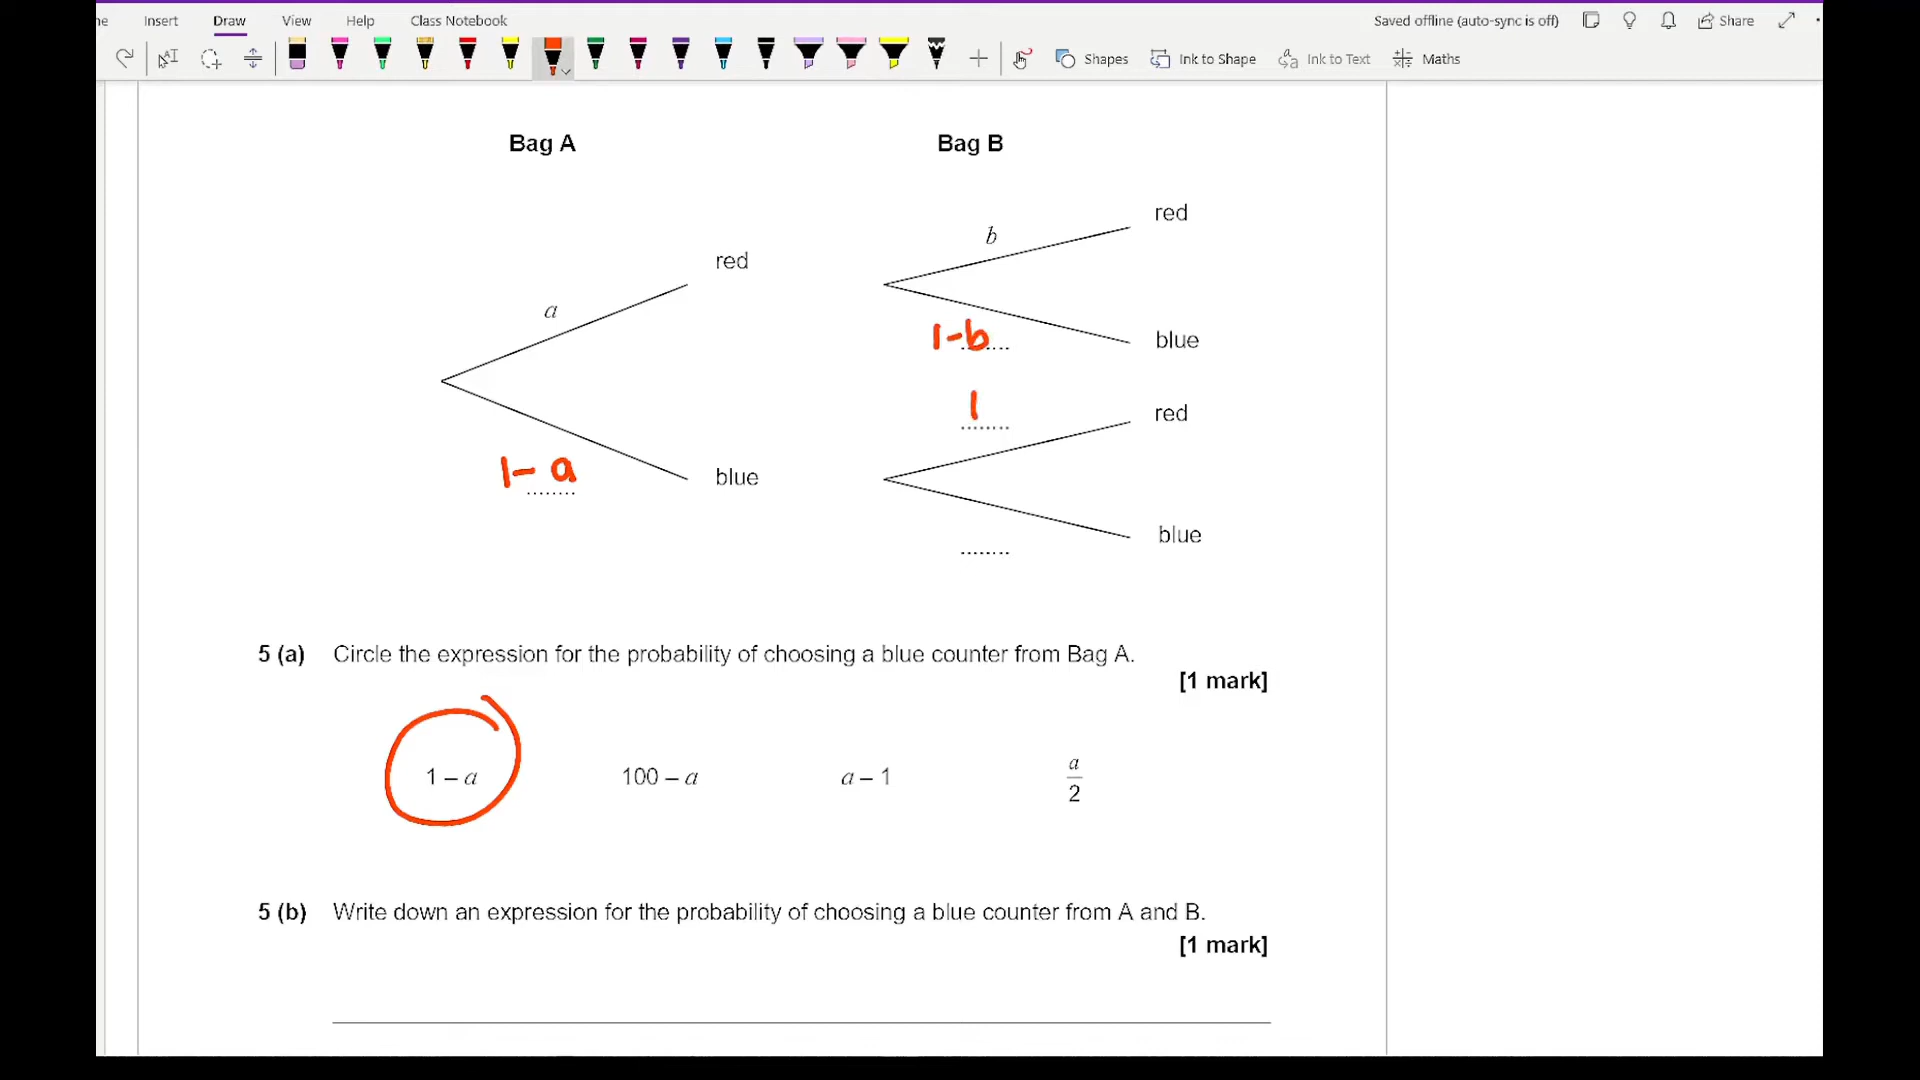 ne Insert Draw View Help Class Notebook Saved offline (auto-sync is off) Share
Shapes Ink to Shape Ink to Text Maths
Bag A Bag B
red
b
red
a
1-b
blue
1
red
1- a
blue
blue
5 (a) Circle the expression for the probability of choosing a blue counter from Bag A.
[1 mark]
1 – a 100 – a a – 1 a/2
5 (b) Write down an expression for the probability of choosing a blue counter from A and B.
[1 mark]